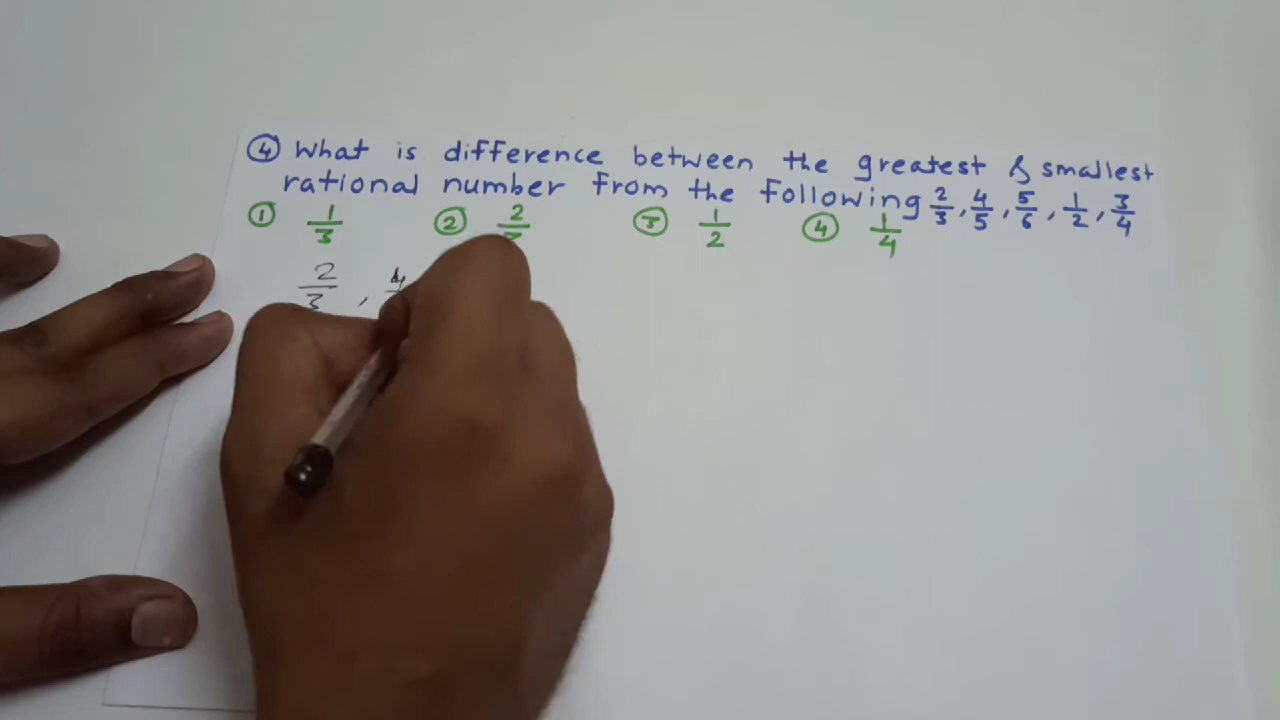 ④ What is difference between the greatest & smallest
rational number from the following 2/3, 4/5, 5/6, 1/2, 3/4
① 1/3 ② 2/ ③ 1/2 ④ 1/4
2/3, 4/